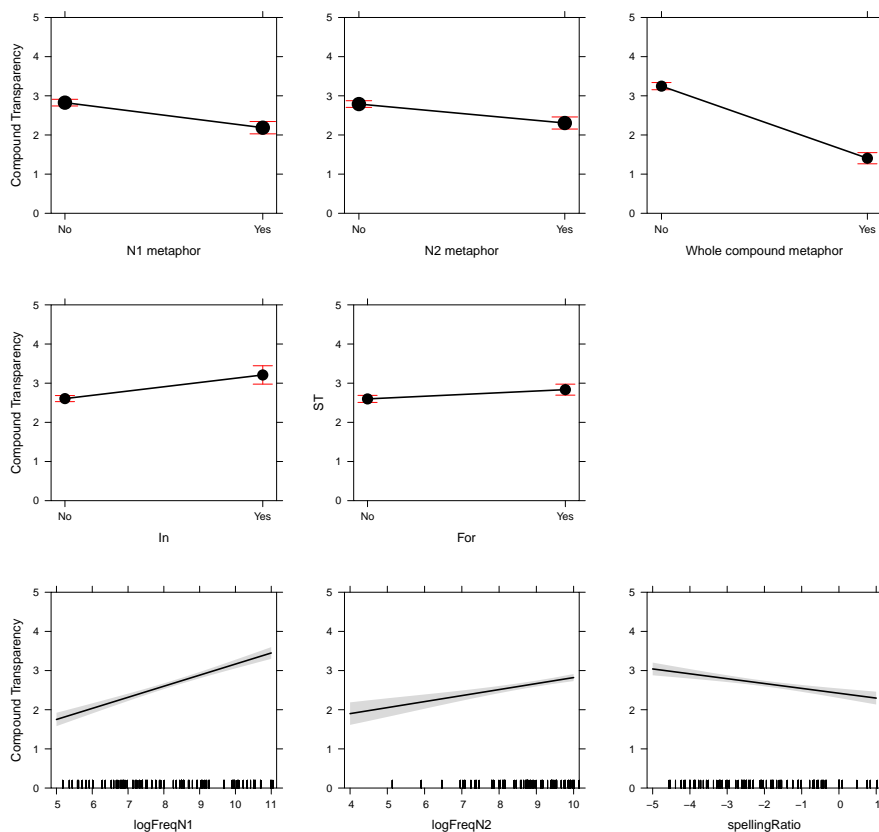 5
4
3
2
1
0
Compound Transparency
No
Yes
N1 metaphor
5
4
3
2
1
0
No
Yes
N2 metaphor
5
4
3
2
1
0
No
Yes
Whole compound metaphor
5
4
3
2
1
0
Compound Transparency
No
Yes
In
5
4
3
2
1
0
ST
No
Yes
For
5
4
3
2
1
0
Compound Transparency
5 6 7 8 9 10 11
logFreqN1
5
4
3
2
1
0
4 5 6 7 8 9 10
logFreqN2
5
4
3
2
1
0
−5 −4 −3 −2 −1 0 1
spellingRatio